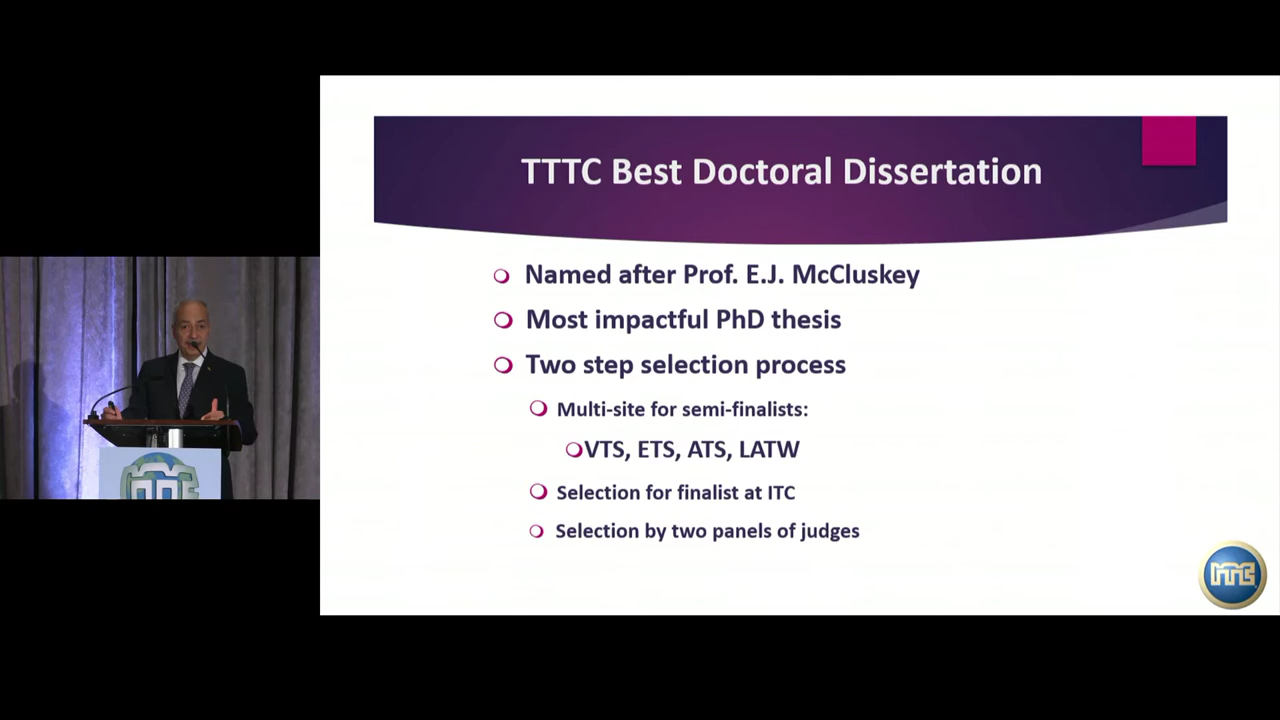 TTTC Best Doctoral Dissertation
Named after Prof. E.J. McCluskey
Most impactful PhD thesis
Two step selection process
Multi-site for semi-finalists:
VTS, ETS, ATS, LATW
Selection for finalist at ITC
Selection by two panels of judges